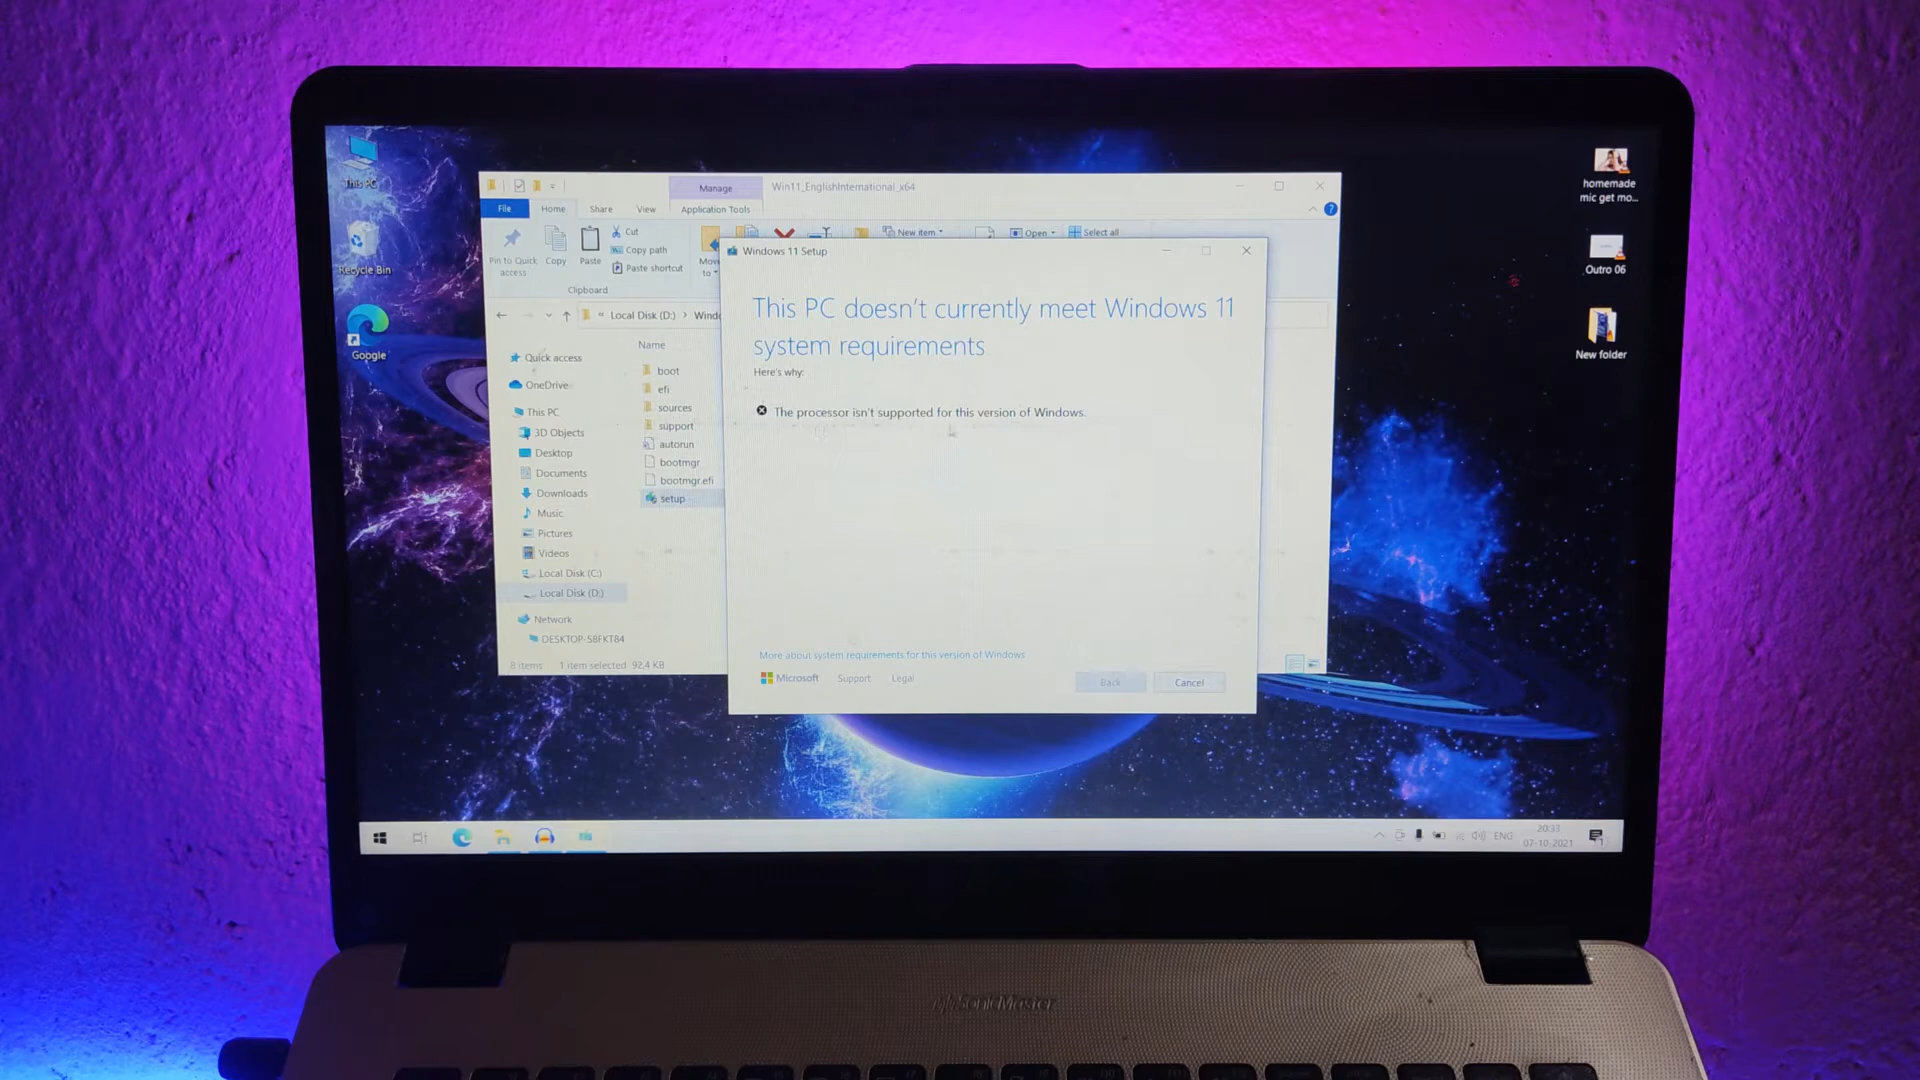 This PC
Recycle Bin
Google
homemade
mic get mo...
Outro 06
New folder
Manage
Win11_EnglishInternational_x64
File
Home
Share
View
Application Tools
Pin to Quick
access
Copy
Paste
Cut
Copy path
Paste shortcut
Move
to
New item
Open
Select all
Clipboard
Local Disk (D:)
Windo
Name
Quick access
OneDrive
This PC
3D Objects
Desktop
Documents
Downloads
Music
Pictures
Videos
Local Disk (C:)
Local Disk (D:)
Network
DESKTOP-S8FKT84
boot
efi
sources
support
autorun
bootmgr
bootmgr.efi
setup
8 items
1 item selected 92.4 KB
Windows 11 Setup
This PC doesn't currently meet Windows 11
system requirements
Here's why:
The processor isn't supported for this version of Windows.
More about system requirements for this version of Windows
Microsoft
Support
Legal
Back
Cancel
ENG
20:33
07-10-2021
SonicMaster